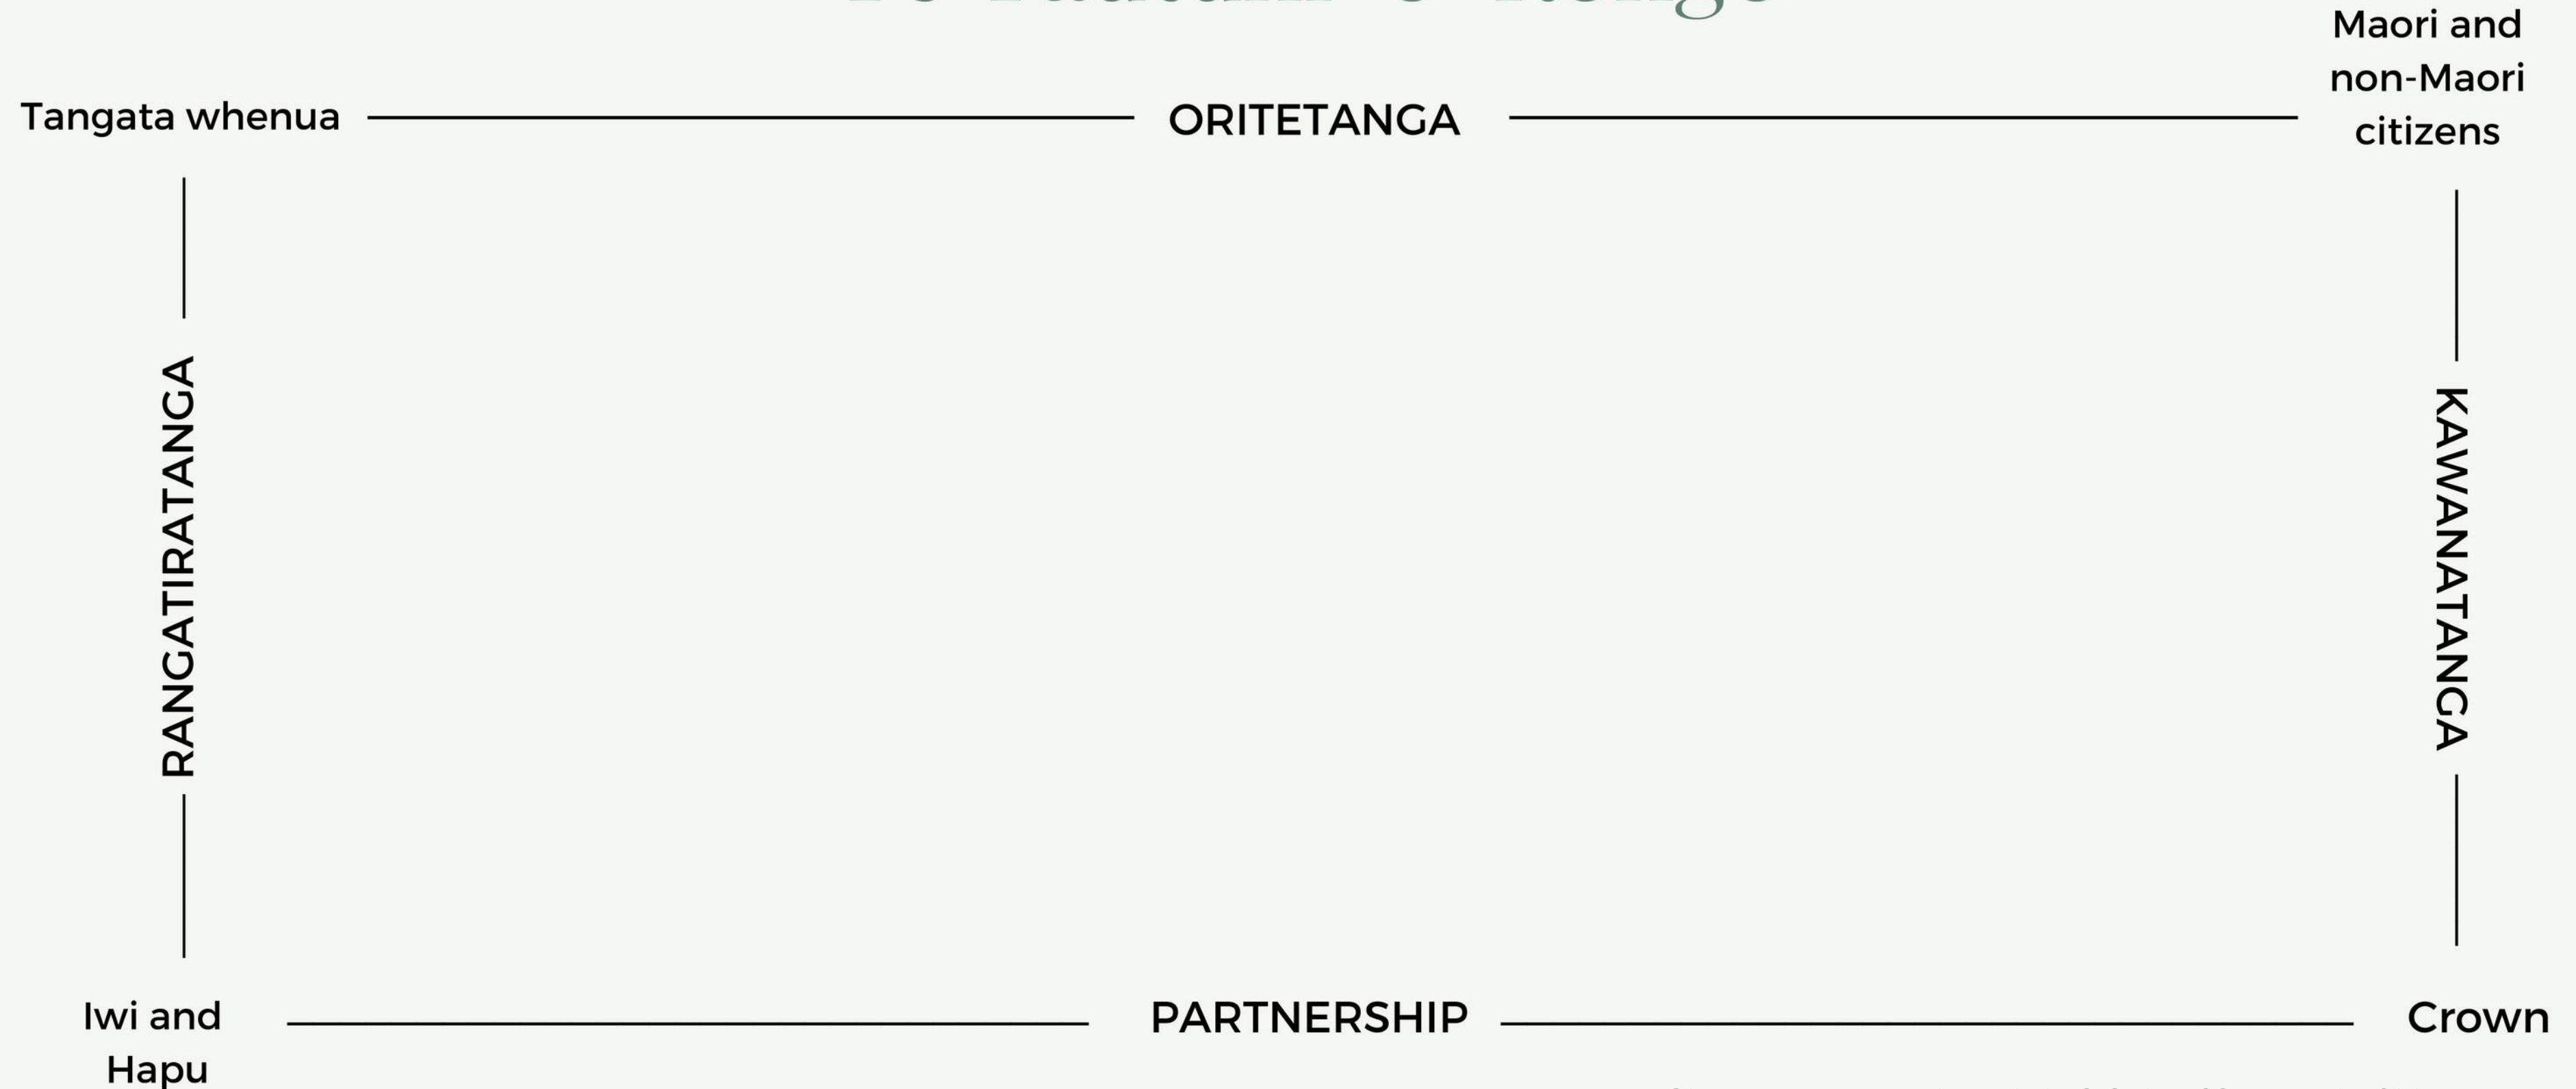 Maori and
non-Maori
citizens
Tangata whenua
ORITETANGA
RANGATIRATANGA
KAWANATANGA
Iwi and
Hapu
PARTNERSHIP
Crown